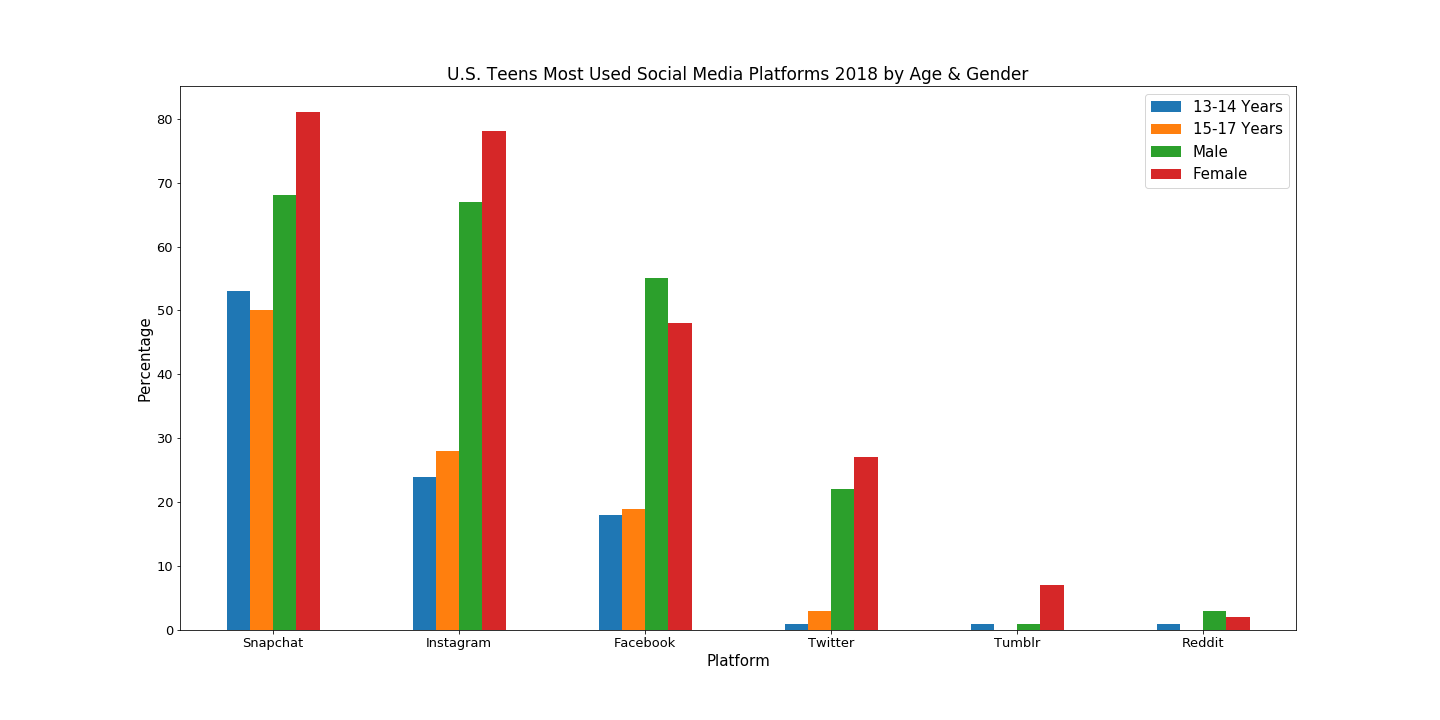 U.S. Teens Most Used Social Media Platforms 2018 by Age & Gender
13-14 Years
15-17 Years
Male
Female
80
70
60
50
40
30
20
10
0
Percentage
Snapchat Instagram Facebook Twitter Tumblr Reddit
Platform